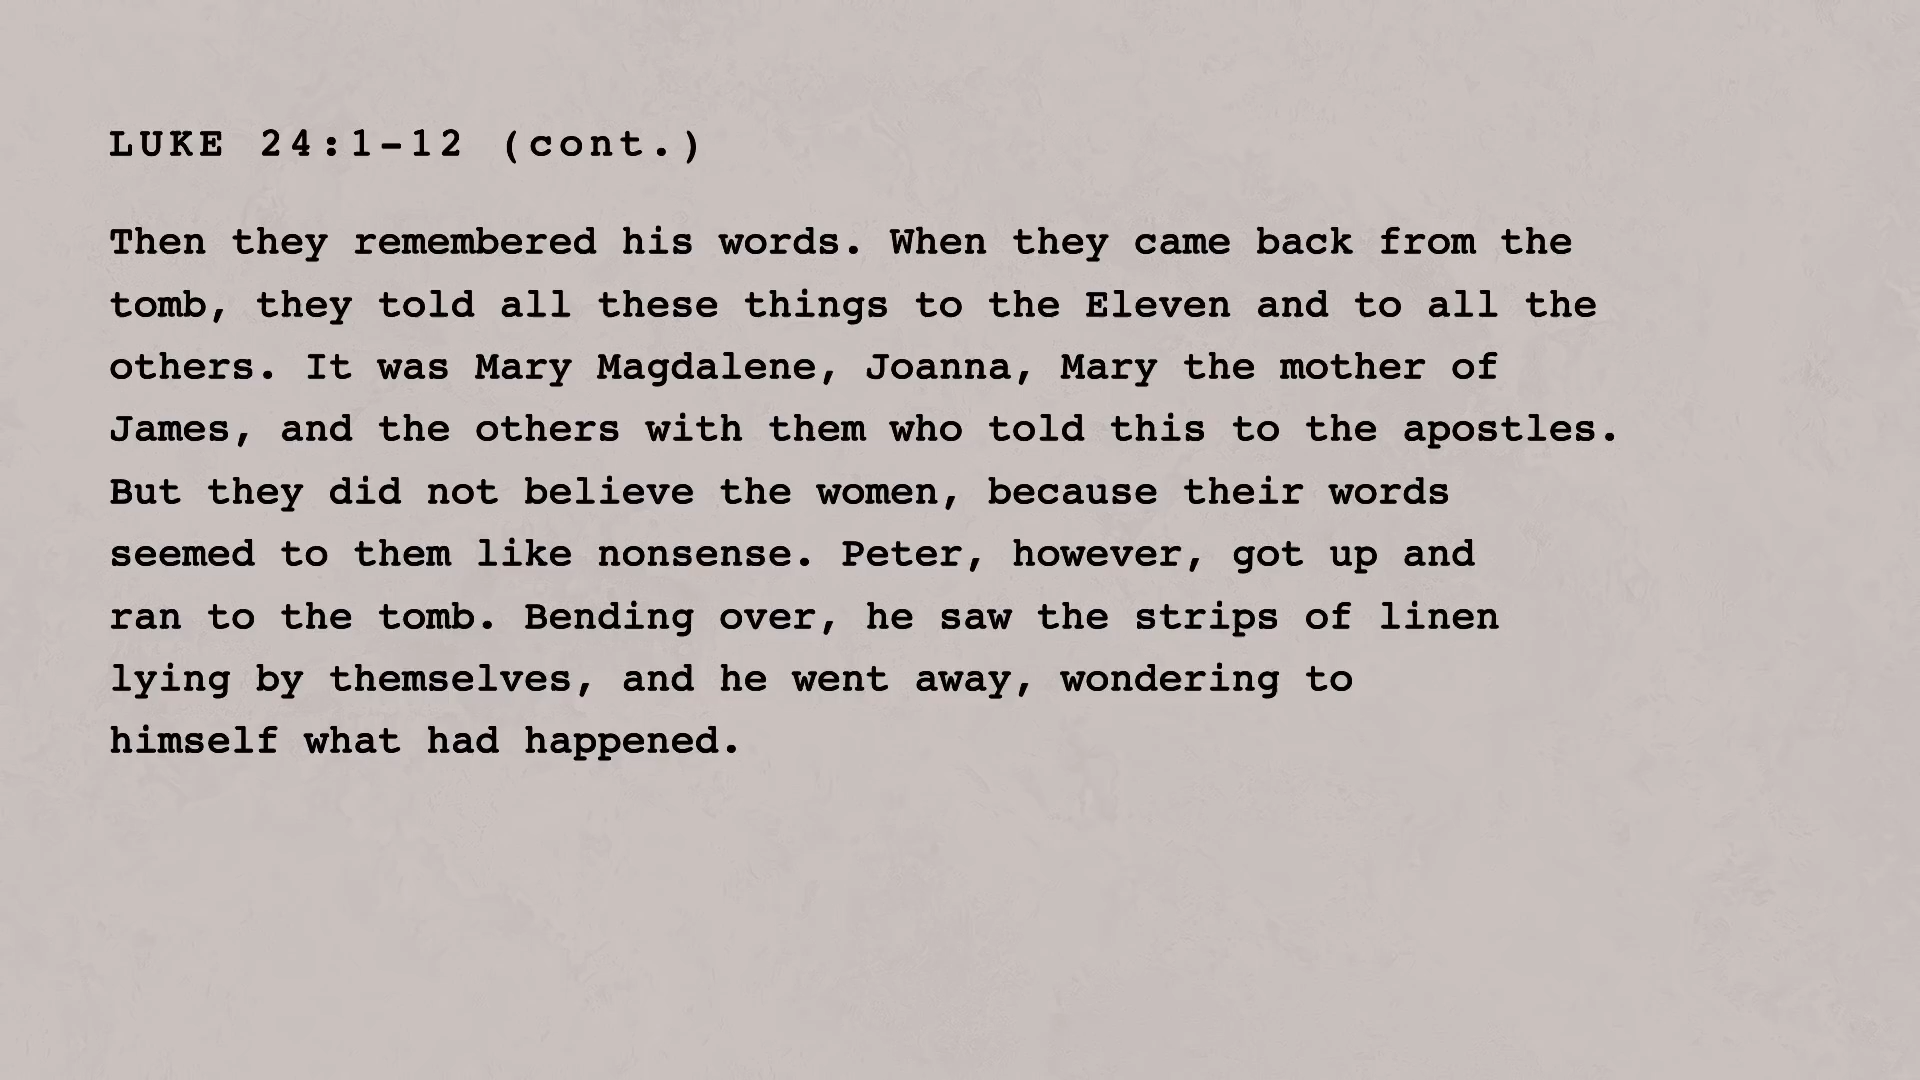 LUKE 24:1-12 (cont.)
Then they remembered his words. When they came back from the
tomb, they told all these things to the Eleven and to all the
others. It was Mary Magdalene, Joanna, Mary the mother of
James, and the others with them who told this to the apostles.
But they did not believe the women, because their words
seemed to them like nonsense. Peter, however, got up and
ran to the tomb. Bending over, he saw the strips of linen
lying by themselves, and he went away, wondering to
himself what had happened.